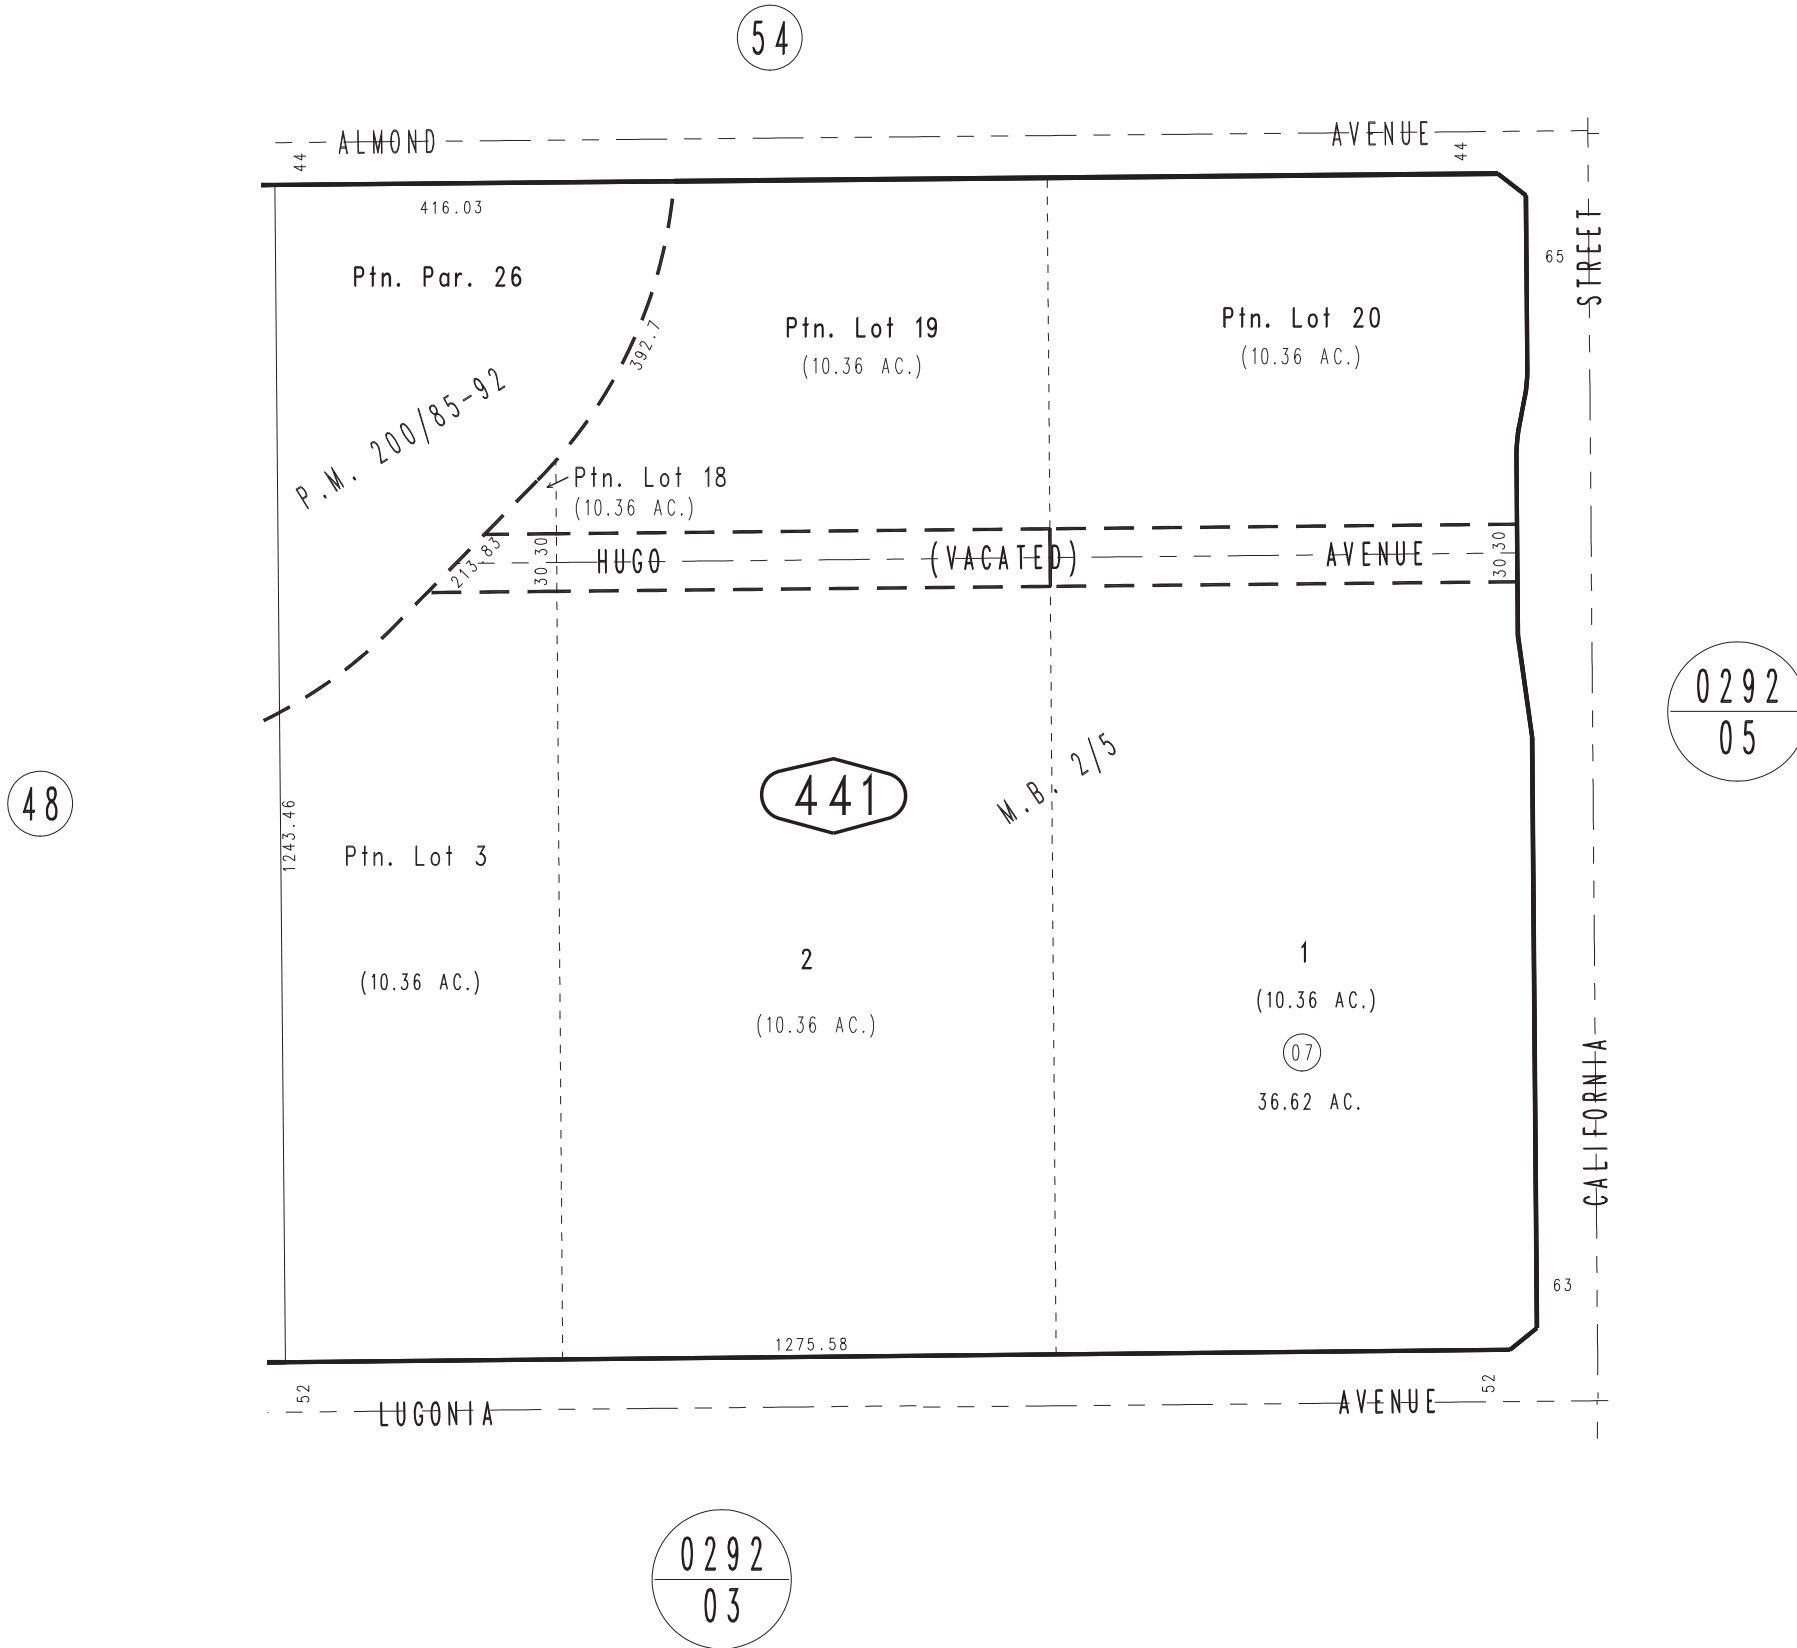 54
ALMOND AVENUE
44
44
416.03
65
STREET
Ptn. Par. 26
Ptn. Lot 19
(10.36 AC.)
Ptn. Lot 20
(10.36 AC.)
392.7
P.M. 200/85-92
Ptn. Lot 18
(10.36 AC.)
213.83
30 30
HUGO (VACATED) AVENUE
30 30
0292
05
48
441
M.B. 2/5
1243.46
Ptn. Lot 3
(10.36 AC.)
2
(10.36 AC.)
1
(10.36 AC.)
07
36.62 AC.
CALIFORNIA
63
1275.58
52
52
LUGONIA AVENUE
0292
03